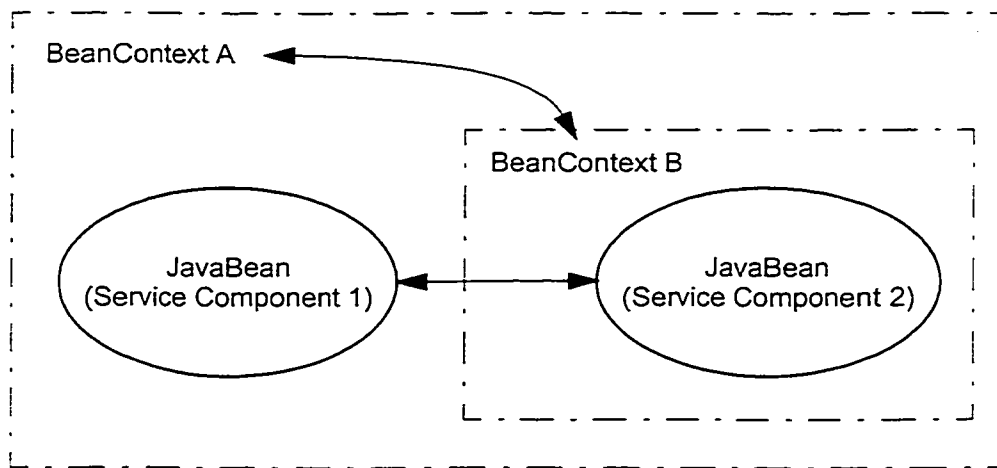 BeanContext A
BeanContext B
JavaBean
(Service Component 1)
JavaBean
(Service Component 2)